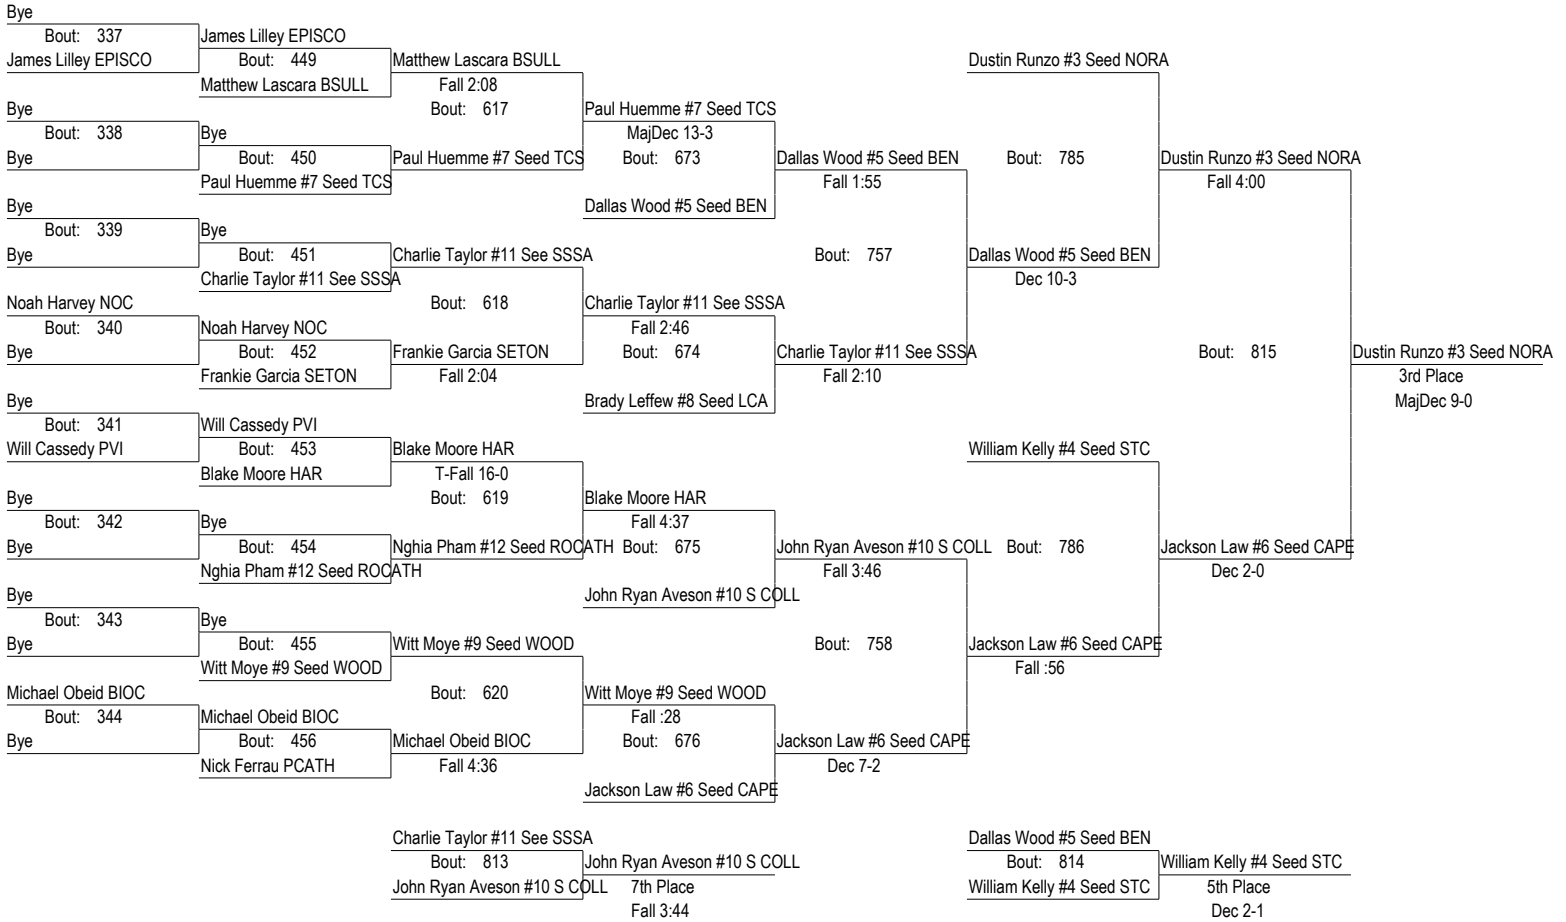 Bye
Bout: 337
James Lilley EPISCO
James Lilley EPISCO
Bout: 449
Matthew Lascara BSULL
Matthew Lascara BSULL
Fall 2:08
Bout: 617
Dustin Runzo #3 Seed NORA
Bye
Bout: 338
Bye
Bye
Bout: 450
Paul Huemme #7 Seed TCS
Paul Huemme #7 Seed TCS
Paul Huemme #7 Seed TCS
MajDec 13-3
Bout: 673
Dallas Wood #5 Seed BEN
Dallas Wood #5 Seed BEN
Fall 1:55
Bout: 785
Dustin Runzo #3 Seed NORA
Fall 4:00
Bye
Bout: 339
Bye
Bye
Bout: 451
Charlie Taylor #11 See SSSA
Charlie Taylor #11 See SSSA
Bout: 618
Bout: 757
Dallas Wood #5 Seed BEN
Dec 10-3
Noah Harvey NOC
Bout: 340
Bye
Noah Harvey NOC
Bout: 452
Frankie Garcia SETON
Frankie Garcia SETON
Fall 2:04
Charlie Taylor #11 See SSSA
Fall 2:46
Bout: 674
Brady Leffew #8 Seed LCA
Charlie Taylor #11 See SSSA
Fall 2:10
Bout: 815
Dustin Runzo #3 Seed NORA
3rd Place
MajDec 9-0
Bye
Bout: 341
Will Cassedy PVI
Will Cassedy PVI
Bout: 453
Blake Moore HAR
Blake Moore HAR
T-Fall 16-0
Bout: 619
William Kelly #4 Seed STC
Bye
Bout: 342
Bye
Bye
Bout: 454
Nghia Pham #12 Seed ROCATH
Nghia Pham #12 Seed ROCATH
Blake Moore HAR
Fall 4:37
Bout: 675
John Ryan Aveson #10 S COLL
John Ryan Aveson #10 S COLL
Fall 3:46
Bout: 786
Jackson Law #6 Seed CAPE
Dec 2-0
Bye
Bout: 343
Bye
Bye
Bout: 455
Witt Moye #9 Seed WOOD
Witt Moye #9 Seed WOOD
Bout: 620
Bout: 758
Jackson Law #6 Seed CAPE
Fall :56
Michael Obeid BIOC
Bout: 344
Bye
Michael Obeid BIOC
Bout: 456
Nick Ferrau PCATH
Michael Obeid BIOC
Fall 4:36
Witt Moye #9 Seed WOOD
Fall :28
Bout: 676
Jackson Law #6 Seed CAPE
Jackson Law #6 Seed CAPE
Dec 7-2
Charlie Taylor #11 See SSSA
Bout: 813
John Ryan Aveson #10 S COLL
John Ryan Aveson #10 S COLL
7th Place
Fall 3:44
Dallas Wood #5 Seed BEN
Bout: 814
William Kelly #4 Seed STC
William Kelly #4 Seed STC
5th Place
Dec 2-1